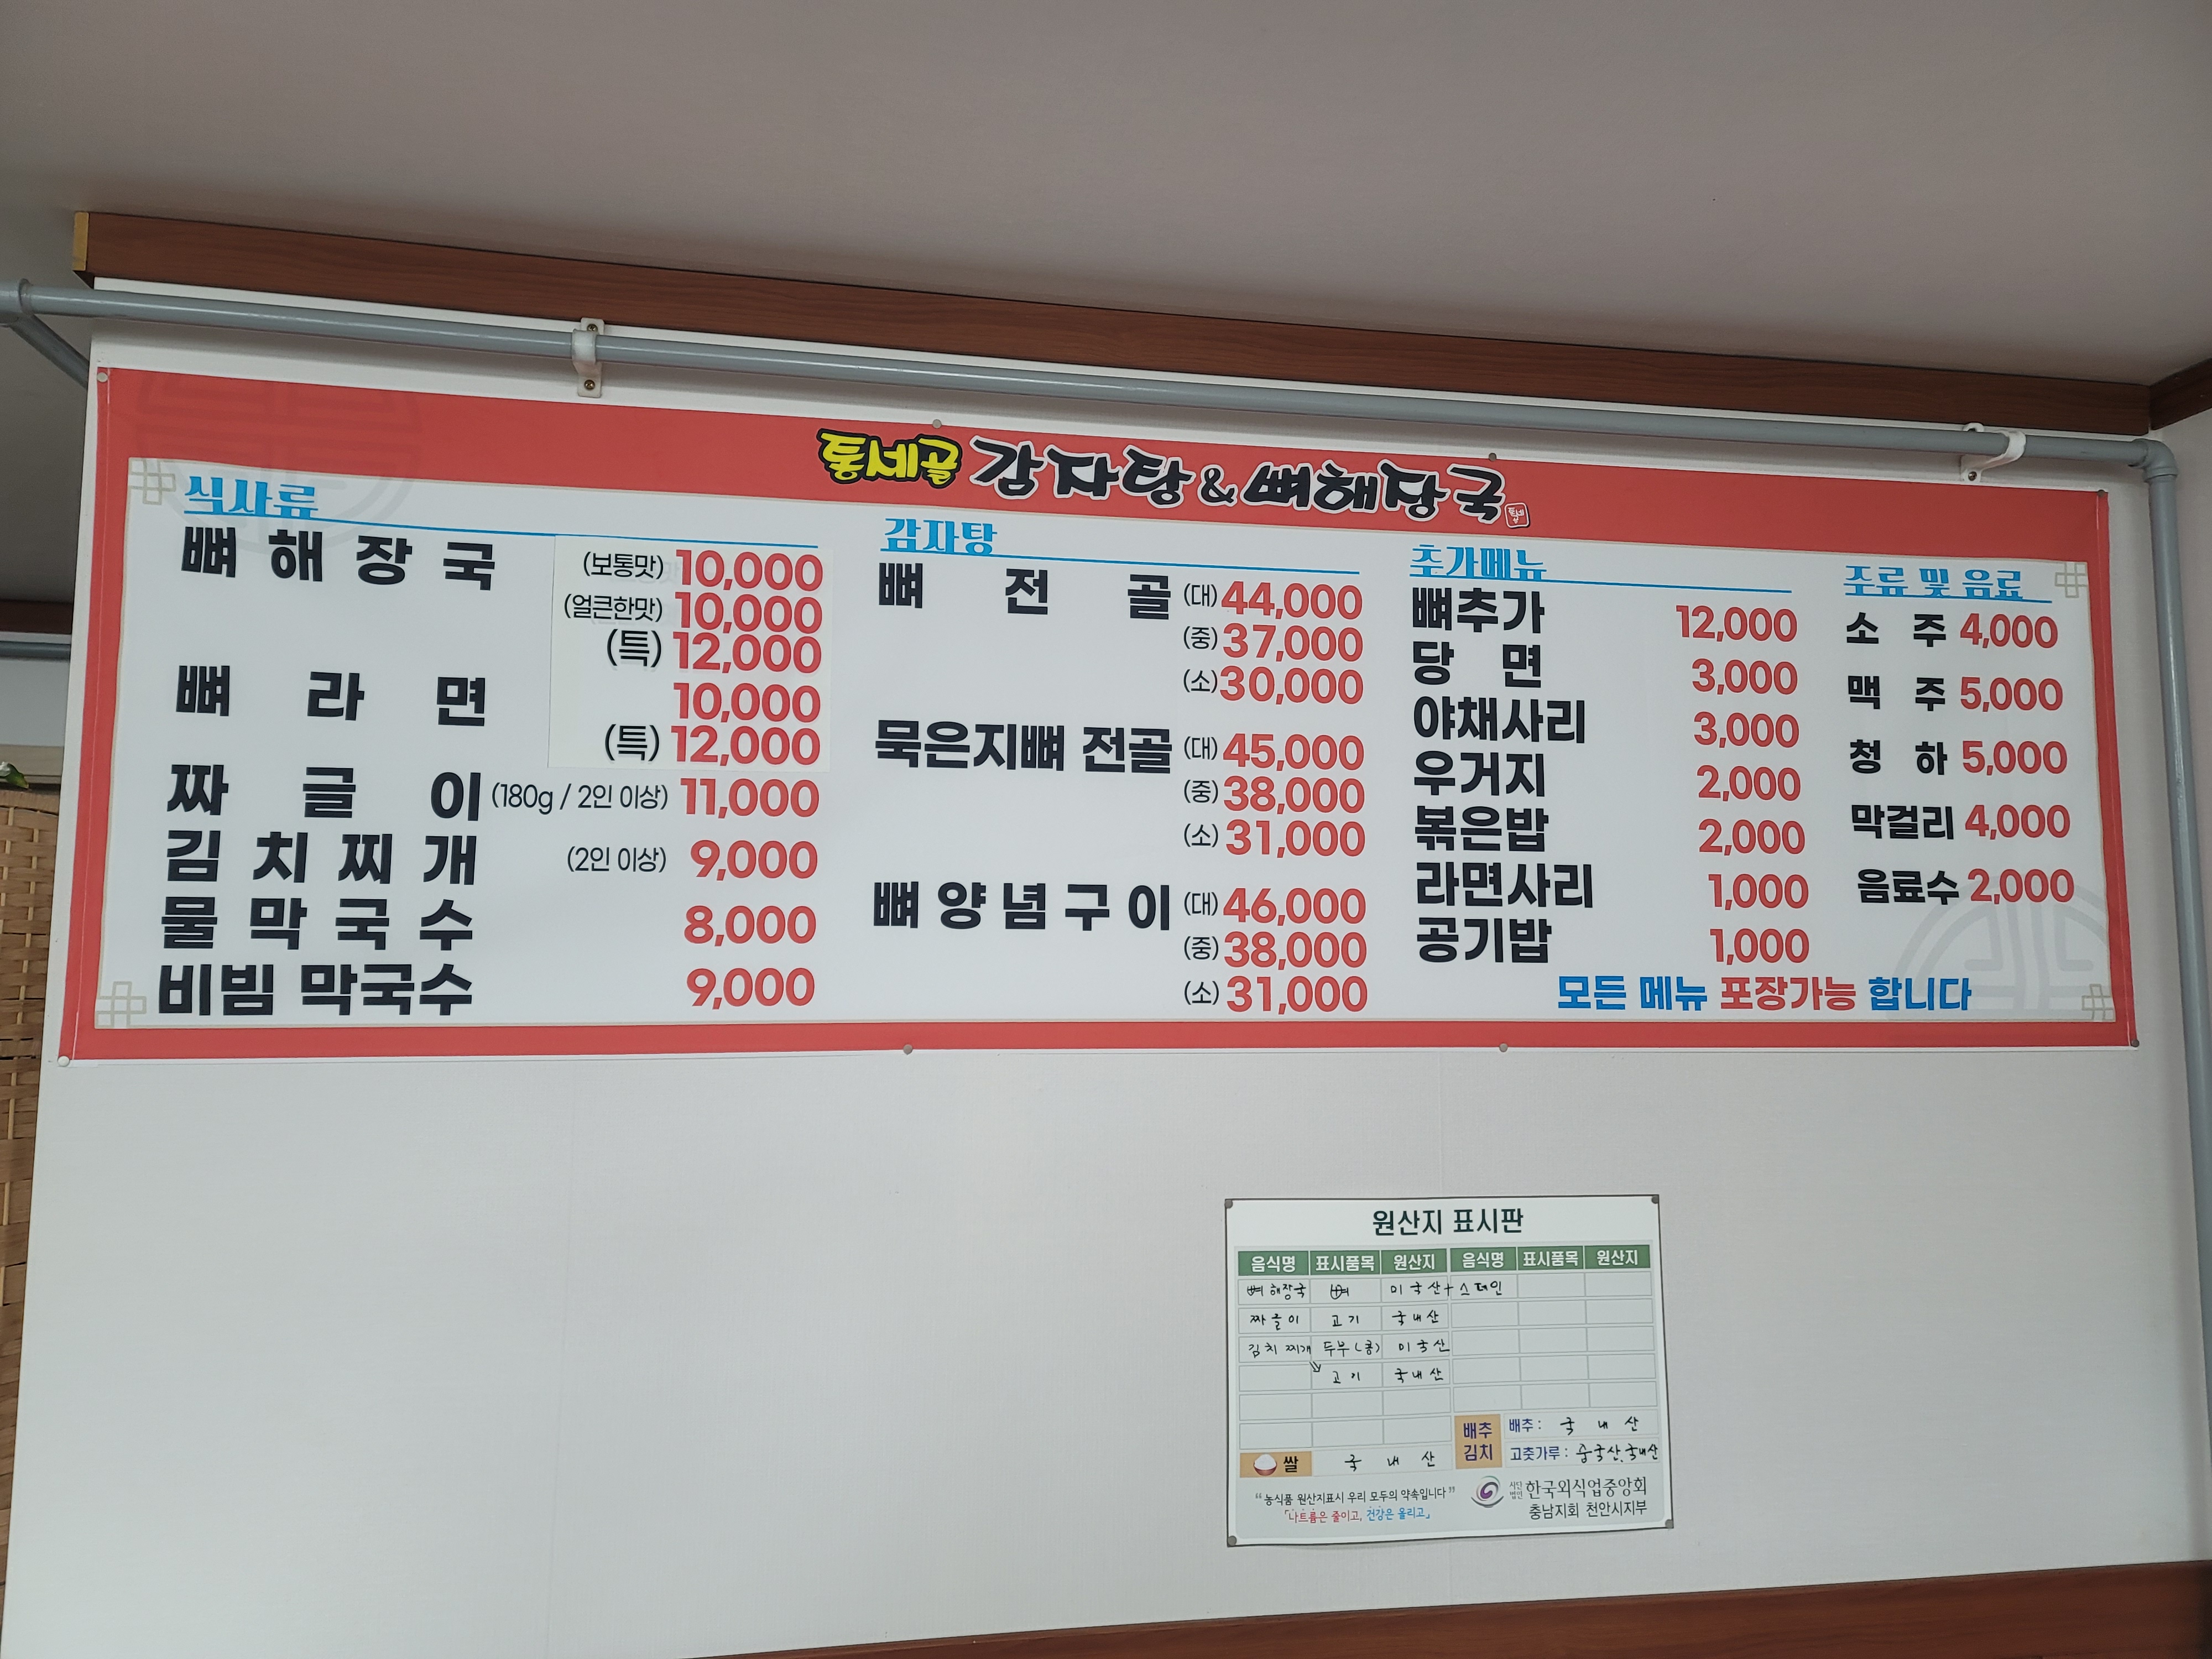 통세골 감자탕 & 뼈해장국
식사류
뼈해장국 (보통맛) 10,000
(얼큰한맛) 10,000
(특) 12,000
뼈라면 10,000
(특) 12,000
짜글이 (180g / 2인 이상) 11,000
김치찌개 (2인 이상) 9,000
물막국수 8,000
비빔 막국수 9,000
감자탕
뼈전골 (대) 44,000
(중) 37,000
(소) 30,000
묵은지뼈 전골 (대) 45,000
(중) 38,000
(소) 31,000
뼈양념구이 (대) 46,000
(중) 38,000
(소) 31,000
추가메뉴
뼈추가 12,000
당면 3,000
야채사리 3,000
우거지 2,000
볶은밥 2,000
라면사리 1,000
공기밥 1,000
주류 및 음료
소주 4,000
맥주 5,000
청하 5,000
막걸리 4,000
음료수 2,000
모든 메뉴 포장가능 합니다
원산지 표시판
음식명 표시품목 원산지 음식명 표시품목 원산지
뼈해장국 뼈 미국산+스페인
짜글이 고기 국내산
김치찌개 두부(콩) 미국산
고기 국내산
쌀 국내산
배추김치 배추: 국내산
고춧가루: 중국산,국내산
"농식품 원산지표시 우리 모두의 약속입니다"
「나트륨은 줄이고, 건강은 올리고」
사단법인 한국외식업중앙회
충남지회 천안시지부